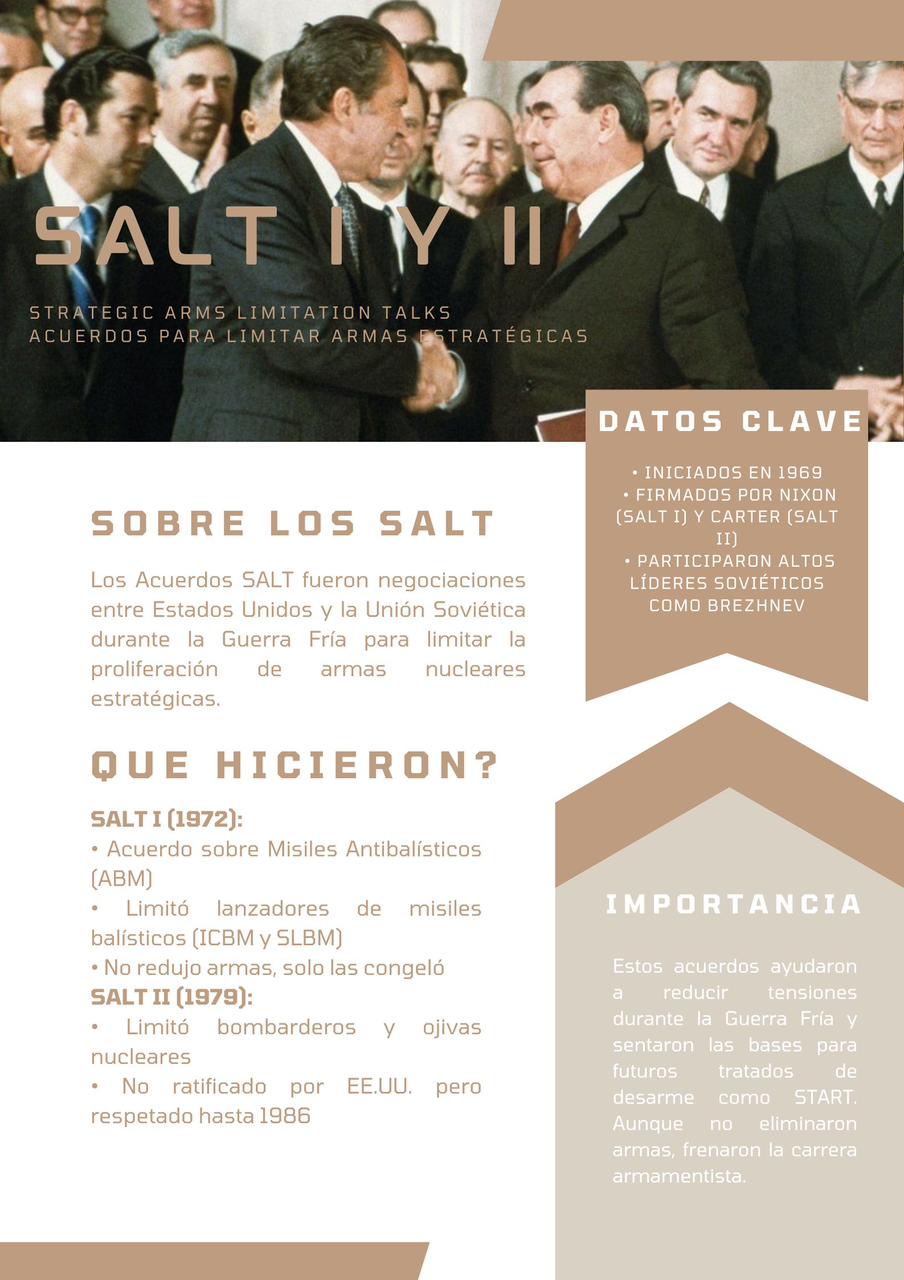 SALT I Y II
STRATEGIC ARMS LIMITATION TALKS
ACUERDOS PARA LIMITAR ARMAS ESTRATÉGICAS
DATOS CLAVE
• INICIADOS EN 1969
• FIRMADOS POR NIXON
(SALT I) Y CARTER (SALT
II)
• PARTICIPARON ALTOS
LÍDERES SOVIÉTICOS
COMO BREZHNEV
SOBRE LOS SALT
Los Acuerdos SALT fueron negociaciones
entre Estados Unidos y la Unión Soviética
durante la Guerra Fría para limitar la
proliferación de armas nucleares
estratégicas.
QUE HICIERON?
SALT I (1972):
• Acuerdo sobre Misiles Antibalísticos
(ABM)
• Limitó lanzadores de misiles
balísticos (ICBM y SLBM)
• No redujo armas, solo las congeló
SALT II (1979):
• Limitó bombarderos y ojivas
nucleares
• No ratificado por EE.UU. pero
respetado hasta 1986
IMPORTANCIA
Estos acuerdos ayudaron
a reducir tensiones
durante la Guerra Fría y
sentaron las bases para
futuros tratados de
desarme como START.
Aunque no eliminaron
armas, frenaron la carrera
armamentista.